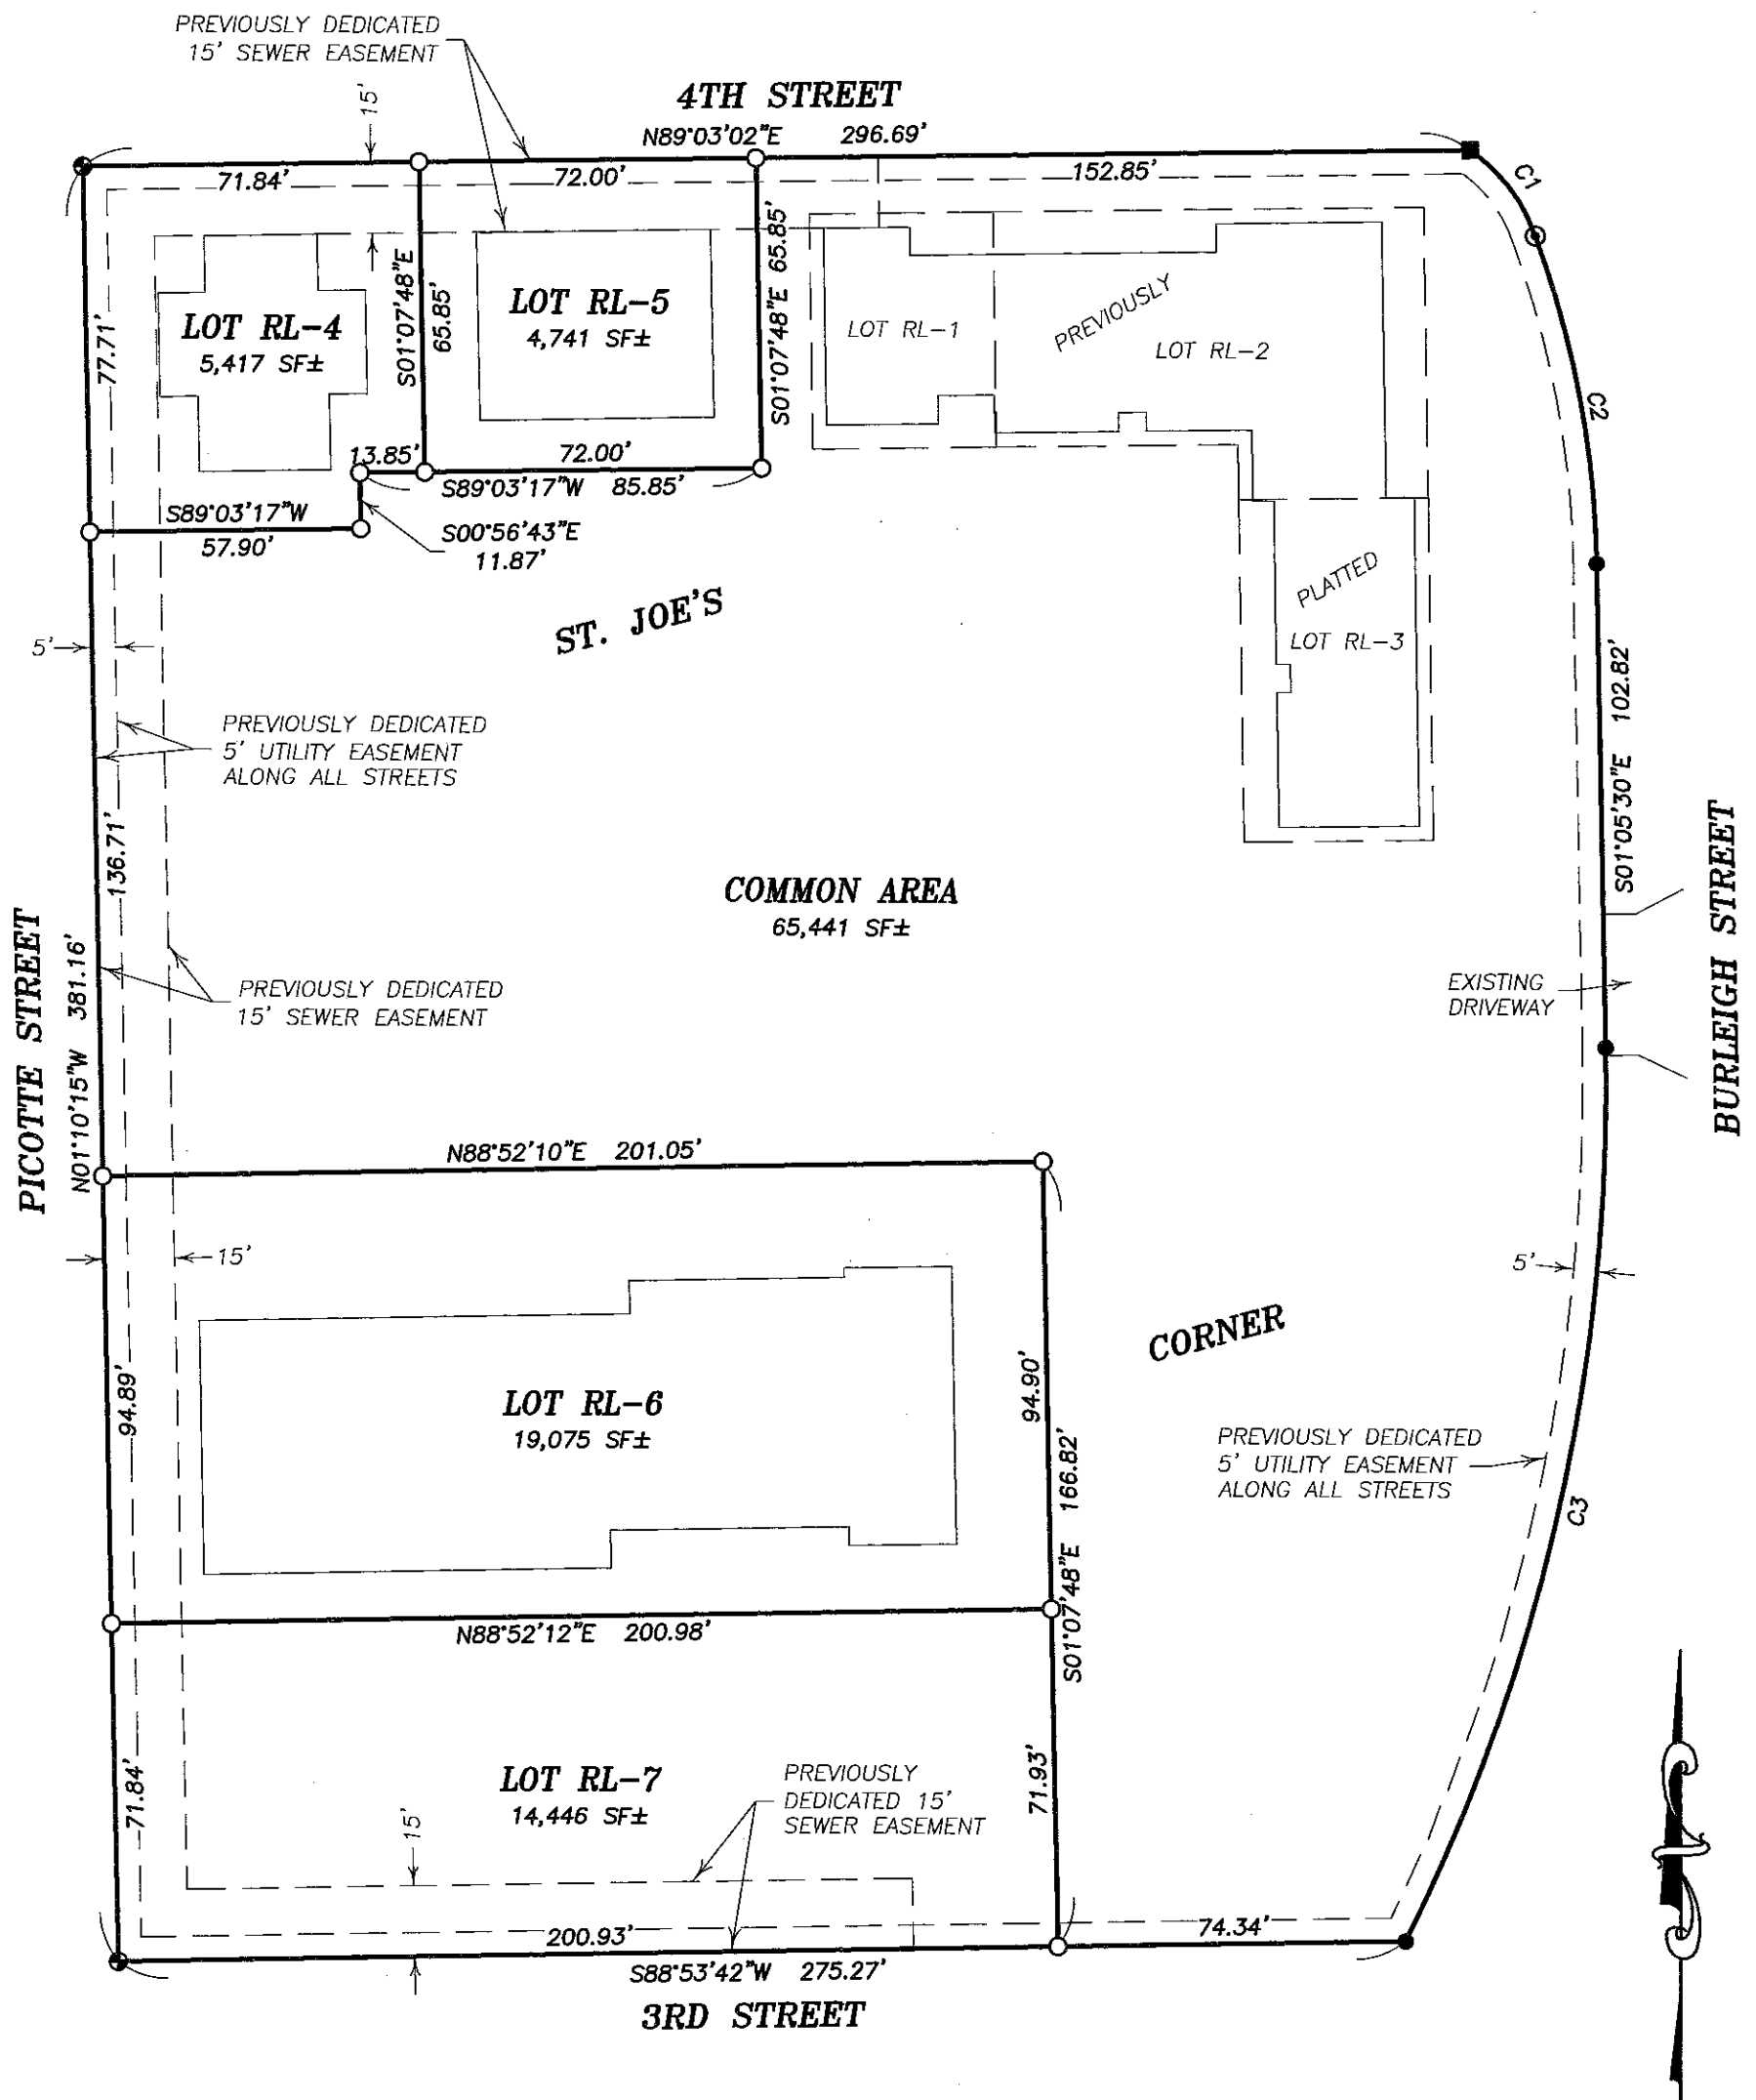 PREVIOUSLY DEDICATED
15' SEWER EASEMENT
4TH STREET
N89°03'02"E 296.69'
15'
71.84'
72.00'
152.85'
C1
S01°07'48"E
65.85'
S01°07'48"E 65.85'
77.71'
LOT RL-4
5,417 SF±
LOT RL-5
4,741 SF±
LOT RL-1
PREVIOUSLY
LOT RL-2
C2
13.85'
72.00'
S89°03'17"W 85.85'
S89°03'17"W
57.90'
S00°56'43"E
11.87'
PLATTED
LOT RL-3
ST. JOE'S
5'
PREVIOUSLY DEDICATED
5' UTILITY EASEMENT
ALONG ALL STREETS
S01°05'30"E 102.82'
136.71'
COMMON AREA
65,441 SF±
PICOTTE STREET
N01°10'15"W 381.16'
PREVIOUSLY DEDICATED
15' SEWER EASEMENT
EXISTING
DRIVEWAY
BURLEIGH STREET
N88°52'10"E 201.05'
15'
5'
CORNER
94.89'
LOT RL-6
19,075 SF±
94.90'
S01°07'48"E 166.82'
PREVIOUSLY DEDICATED
5' UTILITY EASEMENT
ALONG ALL STREETS
C3
N88°52'12"E 200.98'
71.84'
LOT RL-7
14,446 SF±
15'
PREVIOUSLY
DEDICATED 15'
SEWER EASEMENT
71.93'
200.93'
74.34'
S88°53'42"W 275.27'
3RD STREET